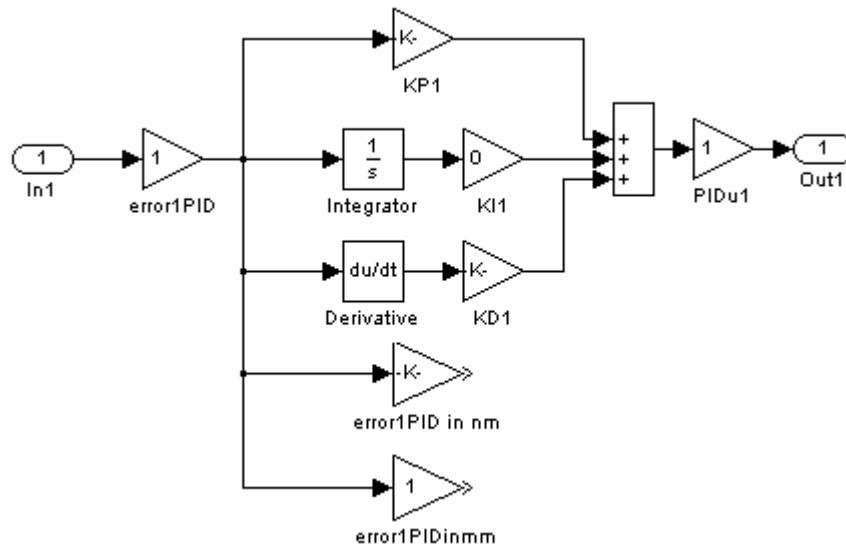 K-
KP1
1
In1
1
error1PID
1
s
Integrator
0
KI1
+
+
+
1
PIDu1
1
Out1
du/dt
Derivative
K-
KD1
-K-
error1PID in nm
1
error1PIDinmm